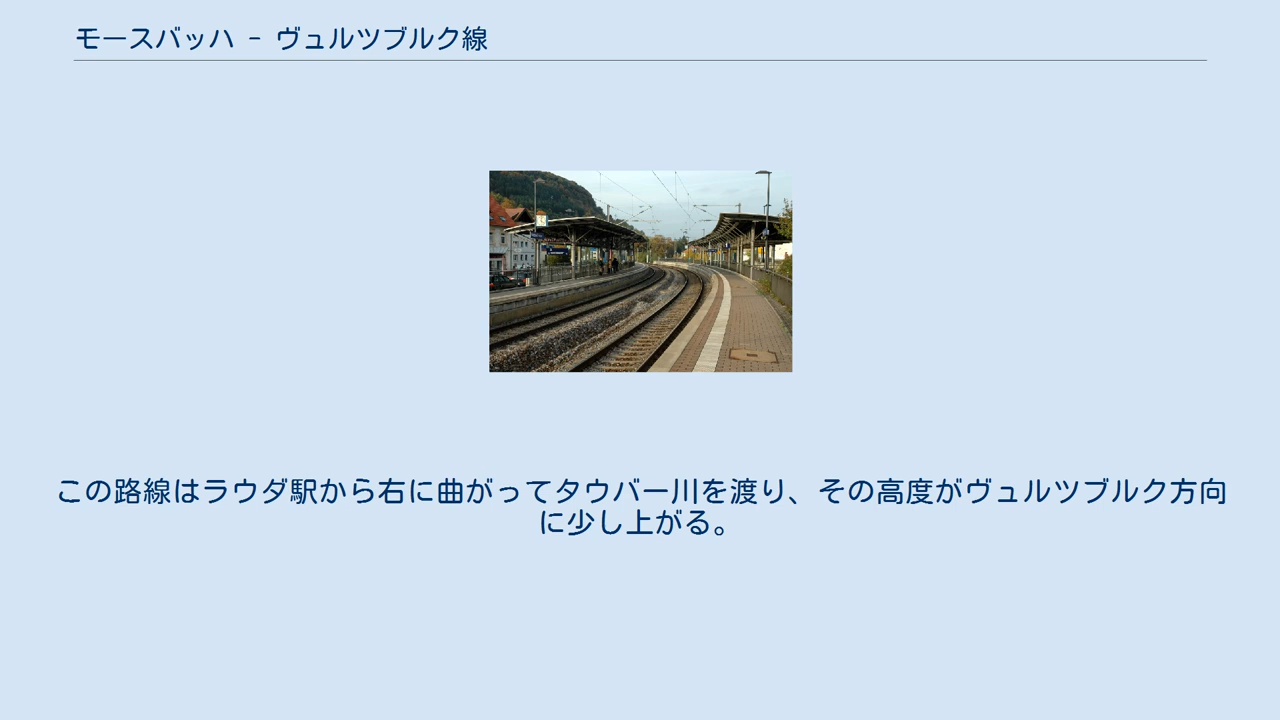 モースバッハ - ヴュルツブルク線
この路線はラウダ駅から右に曲がってタウバー川を渡り、その高度がヴュルツブルク方向
に少し上がる。